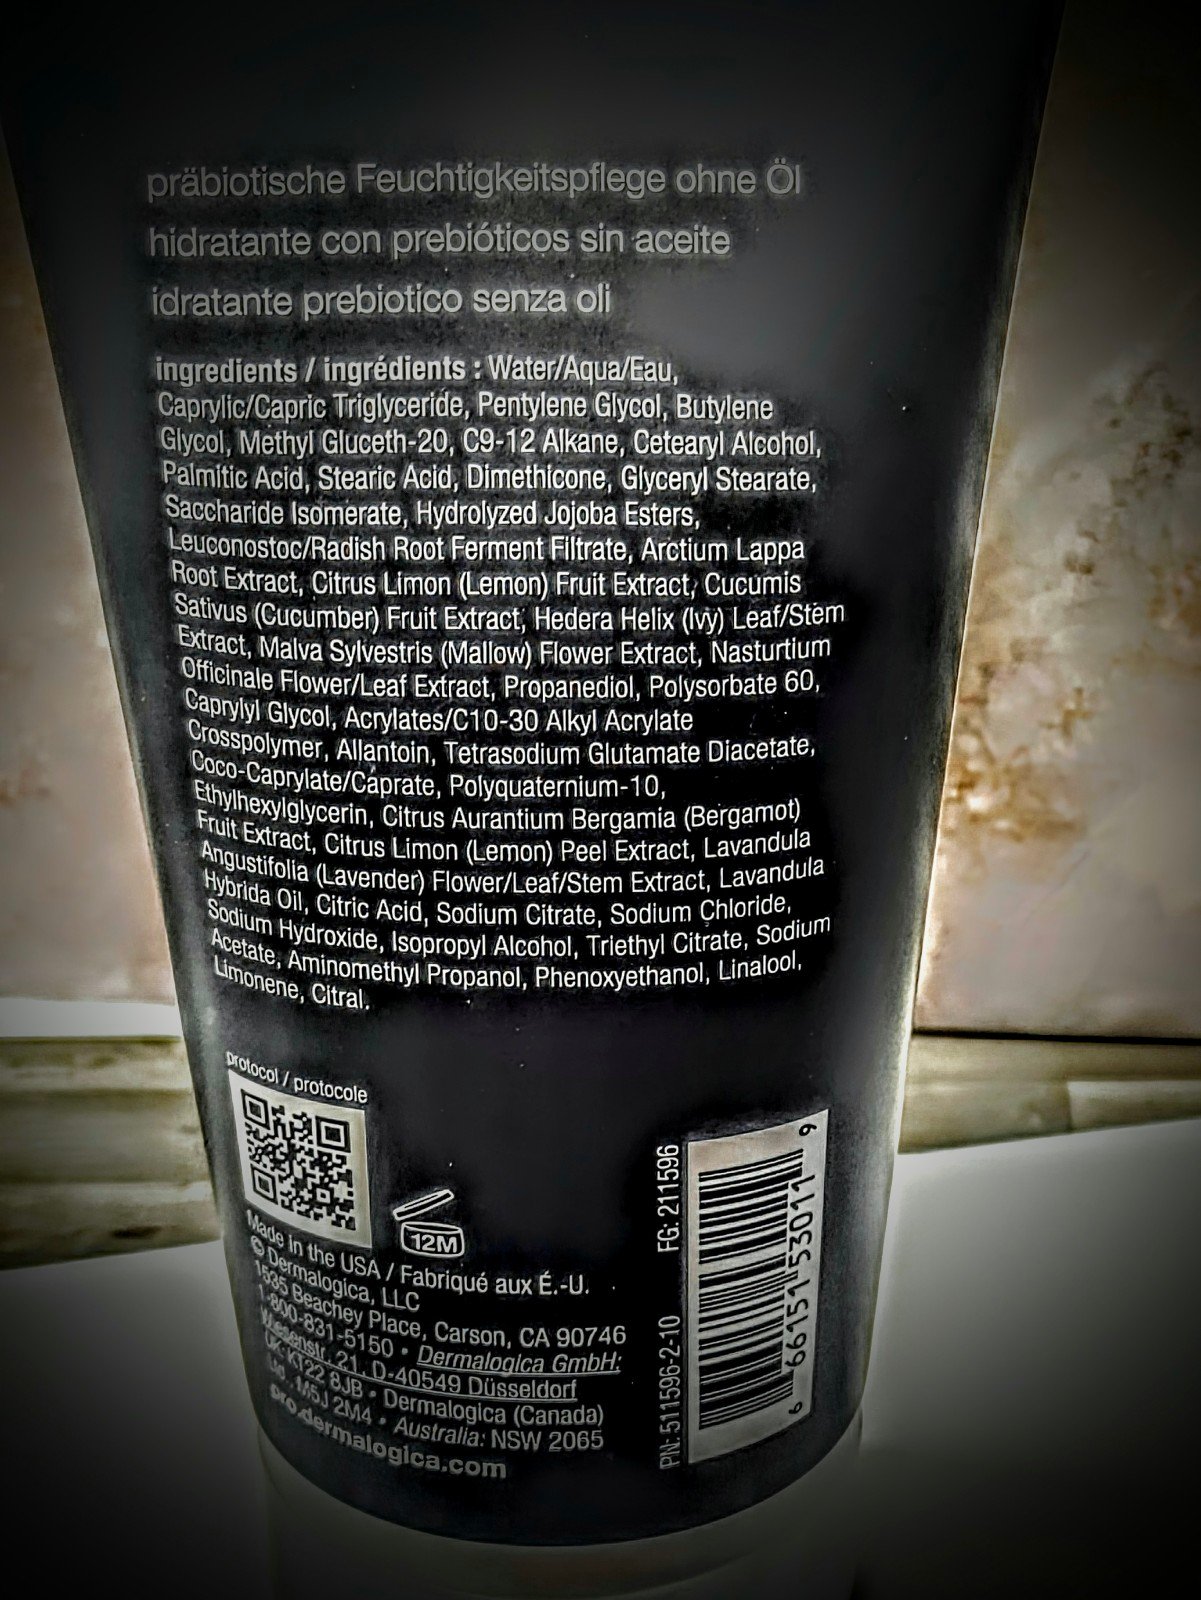 präbiotische Feuchtigkeitspflege ohne Öl
hidratante con prebióticos sin aceite
idratante prebiotico senza oli
ingredients / ingrédients : Water/Aqua/Eau,
Caprylic/Capric Triglyceride, Pentylene Glycol, Butylene
Glycol, Methyl Gluceth-20, C9-12 Alkane, Cetearyl Alcohol,
Palmitic Acid, Stearic Acid, Dimethicone, Glyceryl Stearate,
Saccharide Isomerate, Hydrolyzed Jojoba Esters,
Leuconostoc/Radish Root Ferment Filtrate, Arctium Lappa
Root Extract, Citrus Limon (Lemon) Fruit Extract, Cucumis
Sativus (Cucumber) Fruit Extract, Hedera Helix (Ivy) Leaf/Stem
Extract, Malva Sylvestris (Mallow) Flower Extract, Nasturtium
Officinale Flower/Leaf Extract, Propanediol, Polysorbate 60,
Caprylyl Glycol, Acrylates/C10-30 Alkyl Acrylate
Crosspolymer, Allantoin, Tetrasodium Glutamate Diacetate,
Coco-Caprylate/Caprate, Polyquaternium-10,
Ethylhexylglycerin, Citrus Aurantium Bergamia (Bergamot)
Fruit Extract, Citrus Limon (Lemon) Peel Extract, Lavandula
Angustifolia (Lavender) Flower/Leaf/Stem Extract, Lavandula
Hybrida Oil, Citric Acid, Sodium Citrate, Sodium Chloride,
Sodium Hydroxide, Isopropyl Alcohol, Triethyl Citrate, Sodium
Acetate, Aminomethyl Propanol, Phenoxyethanol, Linalool,
Limonene, Citral.
protocol / protocole
12M
Made in the USA / Fabriqué aux É.-U.
© Dermalogica, LLC
1535 Beachey Place, Carson, CA 90746
1-800-831-5150 • Dermalogica GmbH:
Wiesenstr. 21, D-40549 Düsseldorf
UK: KT22 8JB • Dermalogica (Canada)
M5J 2M4 • Australia: NSW 2065
pro.dermalogica.com
PN: 511596-2-10 FG: 211596
6 66151 53011 9